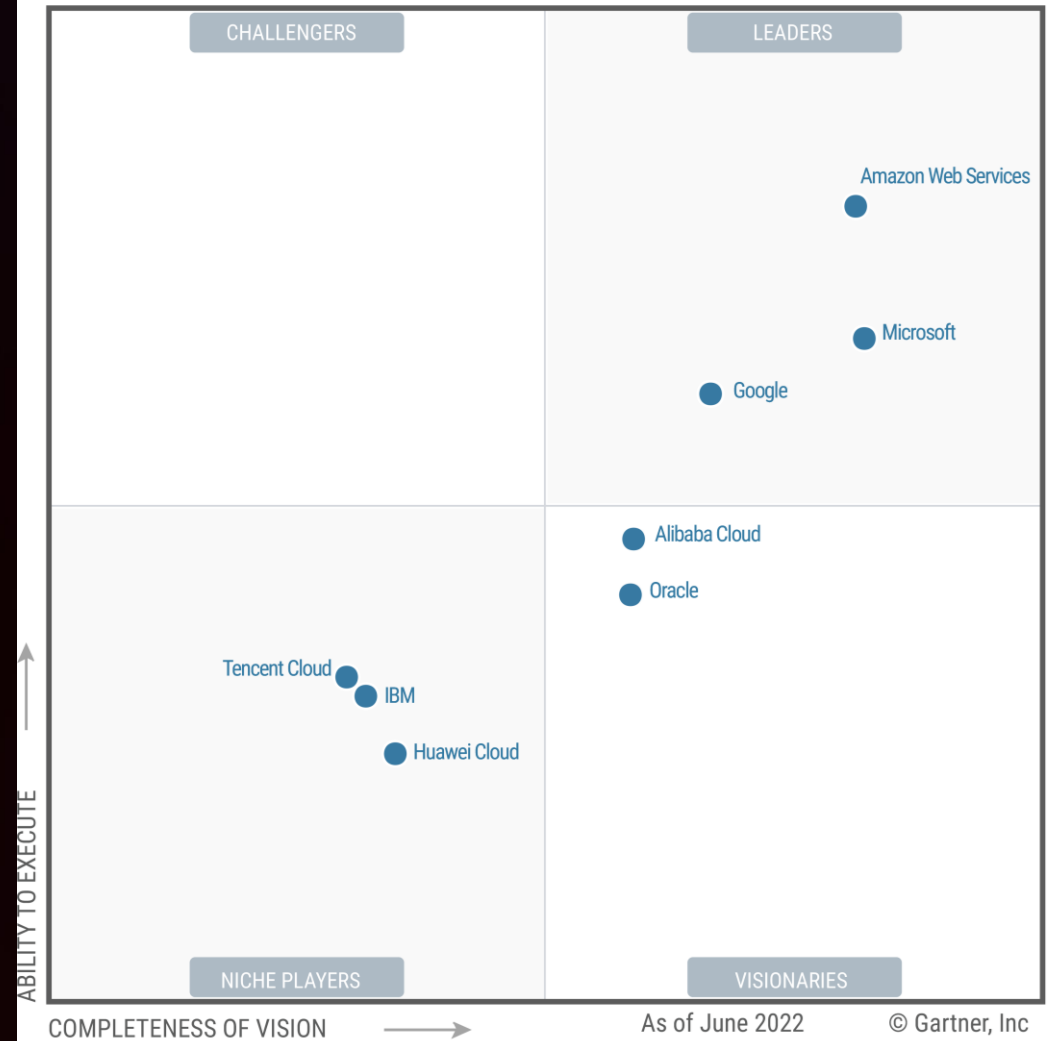 CHALLENGERS
LEADERS
Amazon Web Services
Microsoft
Google
Alibaba Cloud
Oracle
Tencent Cloud
IBM
Huawei Cloud
ABILITY TO EXECUTE
NICHE PLAYERS
VISIONARIES
COMPLETENESS OF VISION
As of June 2022
© Gartner, Inc